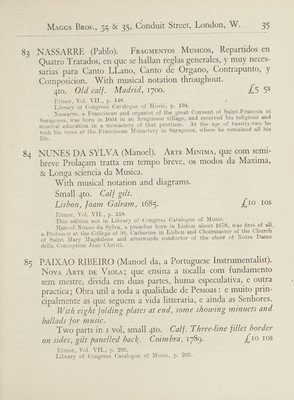 Maggs Bros., 34 & 35, Conduit Street, London, W. 35
83 NASSARRE (Pablo). Fragmentos Musicos, Repartidos en
Quatro Tratados, en que se hallan reglas generales, y muy neces-
sarias para Canto LLano, Canto de Organo, Contrapunto, y
Composicion. With musical notation throughout.
4to. Old calf. Madrid, 1700. £5 5s
Eitner, Vol. VII., p. 148.
Library of Congress Catalogue of Music, p. 194.
Nassarre, a Franciscan and organist of the great Convent of Saint-François at
Saragossa, was born in 1664 in an Aragonese village, and received his religious and
musical education in a monastery of that province. At the age of twenty-two he
took his vows at the Franciscan Monastery in Saragossa, where he remained all his
life.
84 NUNES DA SYLVA (Manoel). Arte Minima, que com semi-
breve Prolaçam tratta em tempo breve, os modos da Maxima,
& Longa sciencia da Musica.
With musical notation and diagrams.
Small 4to. Calf gilt.
Lisbon, Joam Galram, 1685. £10 10s
Eitner, Vol. VII., p. 218.
This edition not in Library of Congress Catalogue of Music.
Manoel Nunes da Sylva, a preacher born in Lisbon about 1678, was first of all
a Professor at the College of St. Catherine in Lisbon and Choirmaster of the Church
of Saint Mary Magdalene and afterwards conductor of the choir of Notre Dame
della Conception Jesu Christi.
85 PAIXAO RIBEIRO (Manoel da, a Portuguese Instrumentalist).
Nova Arte de Viola; que ensina a tocalla com fundamento
sem mestre, divida em duas partes, huma especulativa, e outra
practica; Obra util a toda a qualidade de Pessoas: e muito prin-
cipalmente as que seguem a vida litteraria, e ainda as Senhores.
With eight folding plates at end, some showing minuets and
ballads for music.
Two parts in 1 vol, small 4to. Calf. Three-line fillet border
on sides, gilt panelled back. Coimbra, 1789. £10 10s
Eitner, Vol. VII., p. 293.
Library of Congress Catalogue of Music, p. 203.